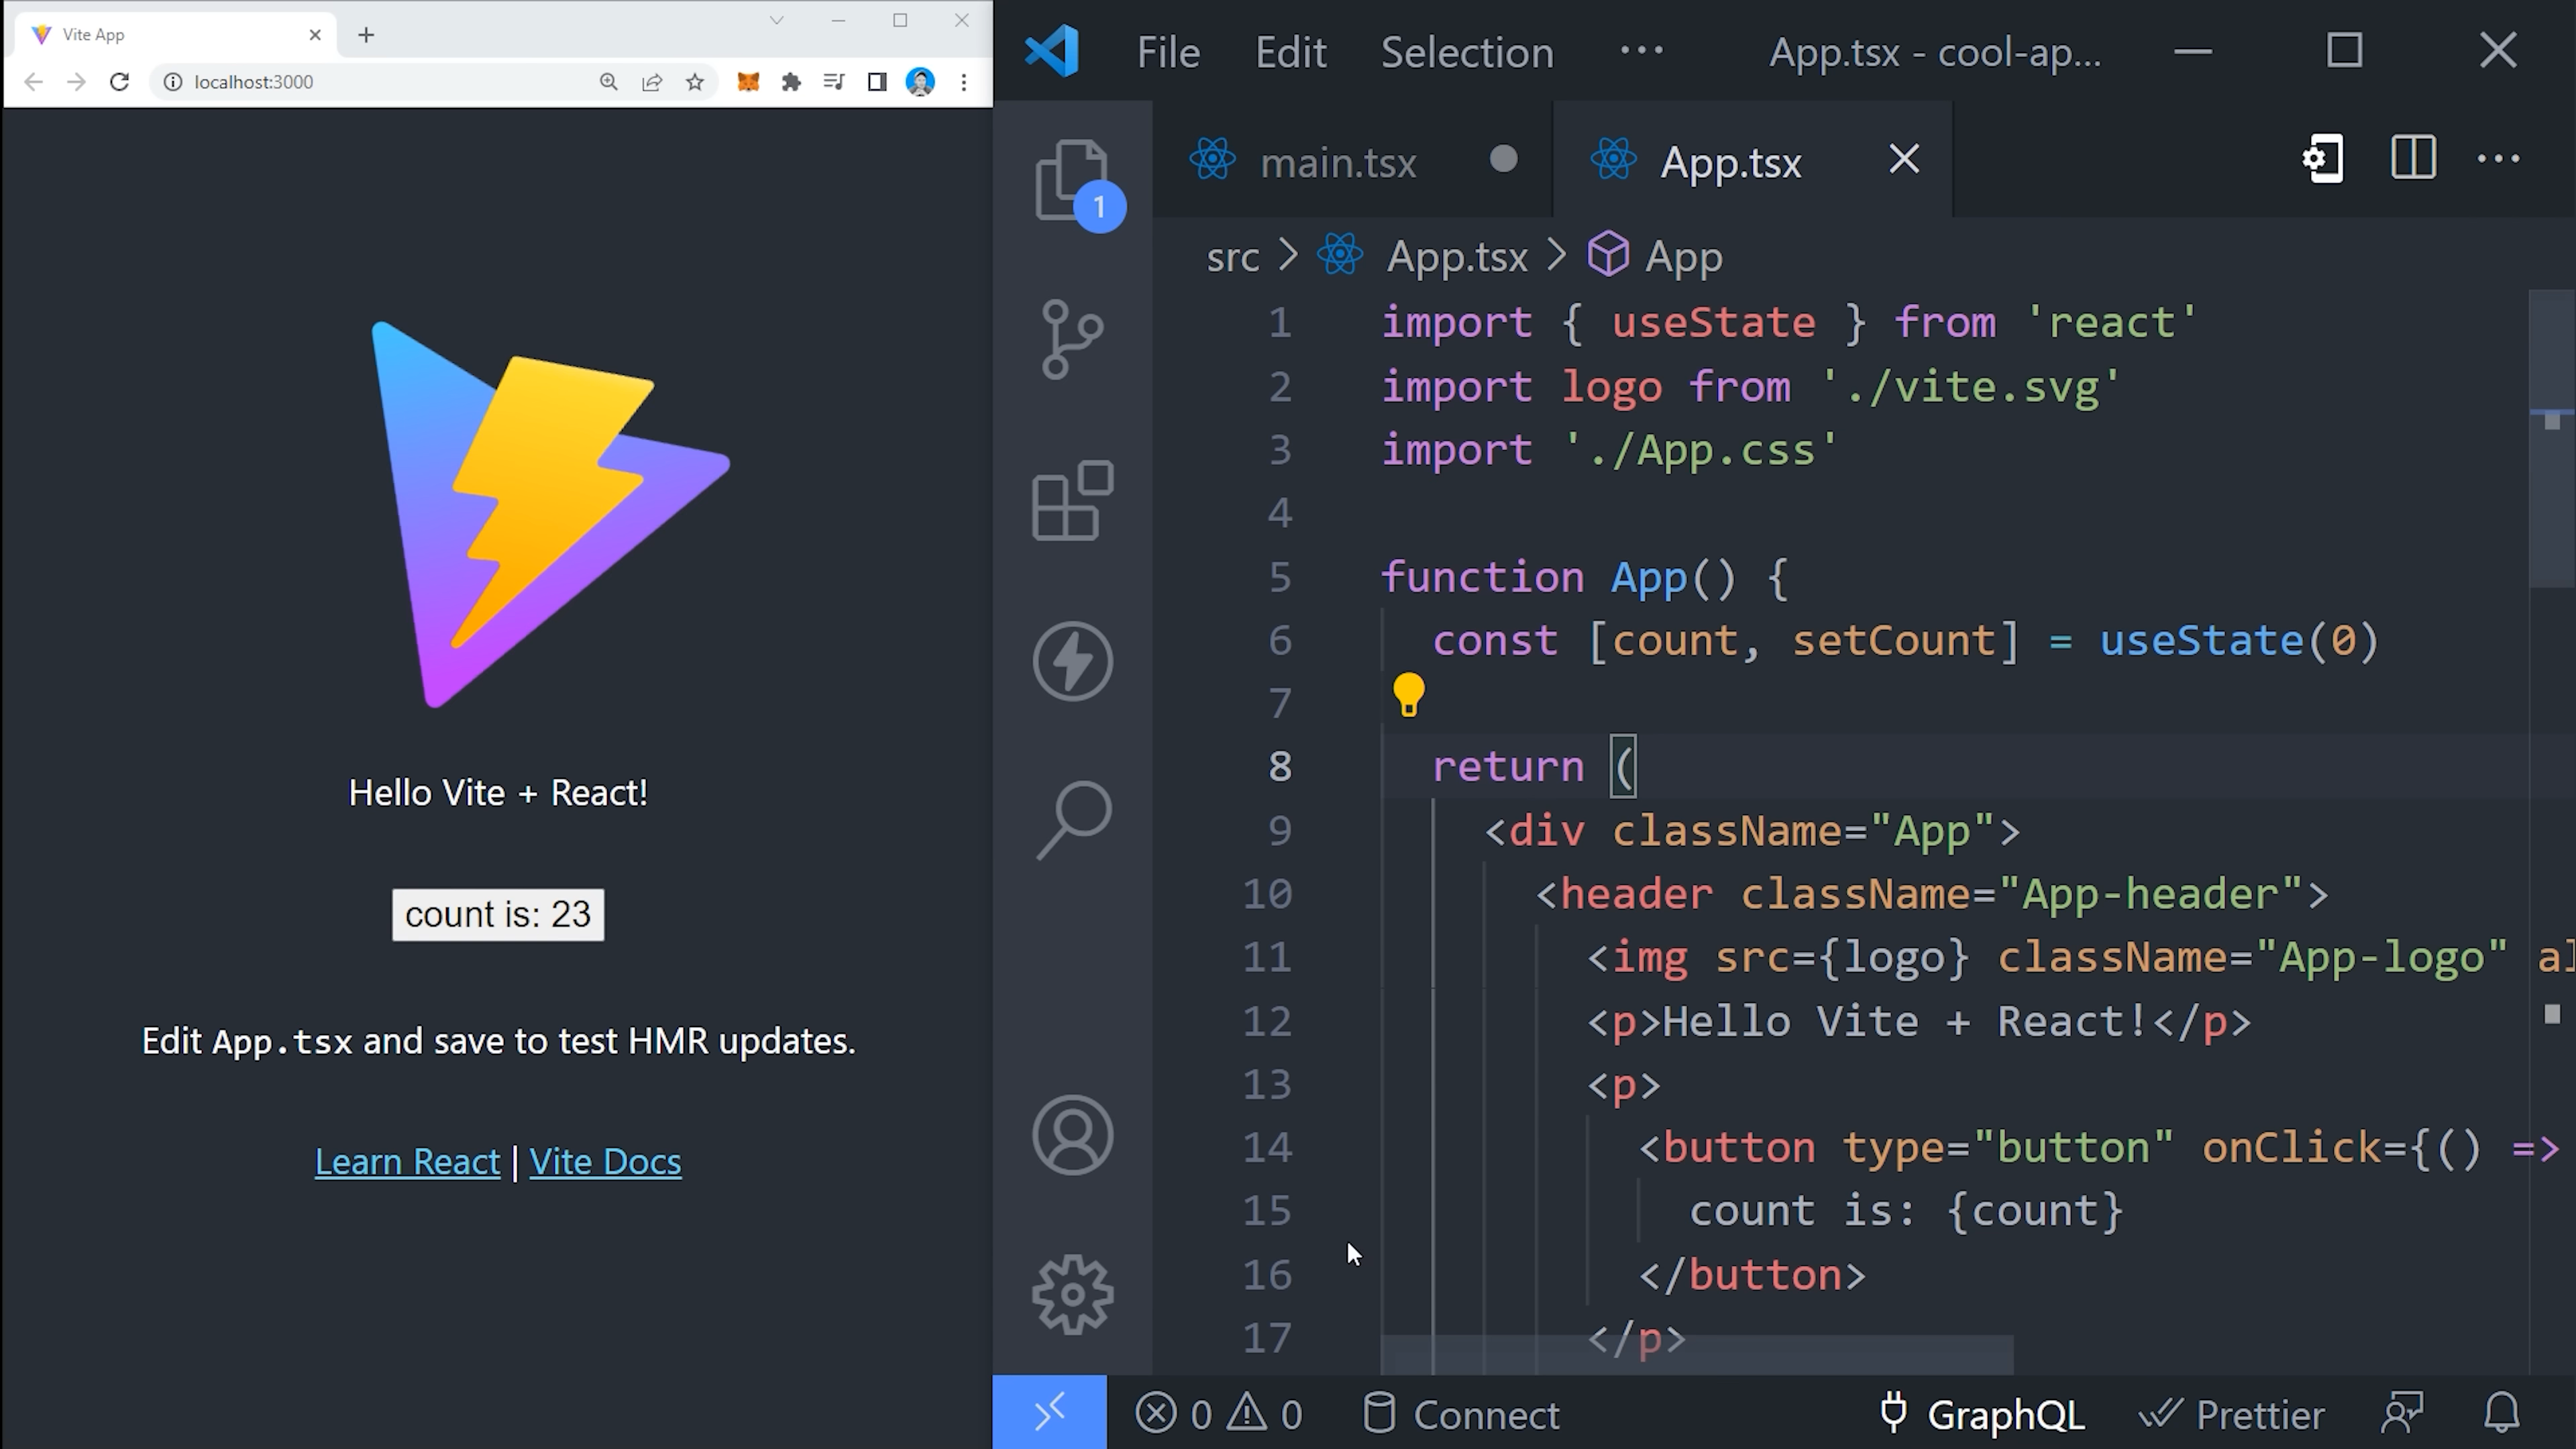 Vite App
localhost:3000
Hello Vite + React!
count is: 23
Edit App.tsx and save to test HMR updates.
Learn React | Vite Docs
File Edit Selection ··· App.tsx - cool-ap...
1
main.tsx App.tsx
src > App.tsx > App
1 import { useState } from 'react'
2 import logo from './vite.svg'
3 import './App.css'
4
5 function App() {
6 const [count, setCount] = useState(0)
7
8 return (
9 <div className="App">
10 <header className="App-header">
11 <img src={logo} className="App-logo" al
12 <p>Hello Vite + React!</p>
13 <p>
14 <button type="button" onClick={() =>
15 count is: {count}
16 </button>
17 </p>
0 0 Connect GraphQL Prettier